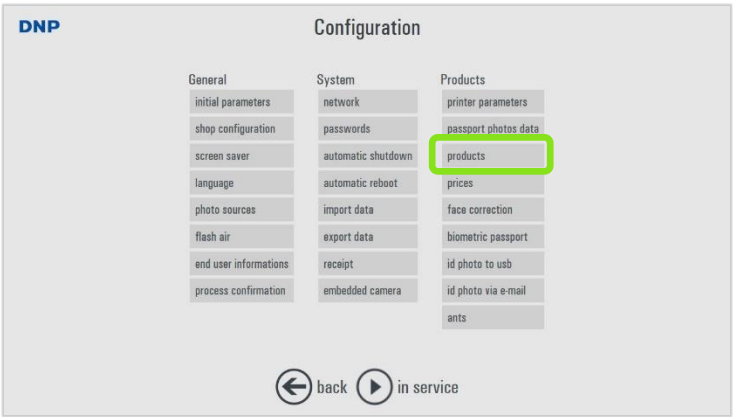 DNP
Configuration
General
initial parameters
shop configuration
screen saver
language
photo sources
flash air
end user informations
process confirmation
System
network
passwords
automatic shutdown
automatic reboot
import data
export data
receipt
embedded camera
Products
printer parameters
passport photos data
products
prices
face correction
biometric passport
id photo to usb
id photo via e-mail
ants
back
in service